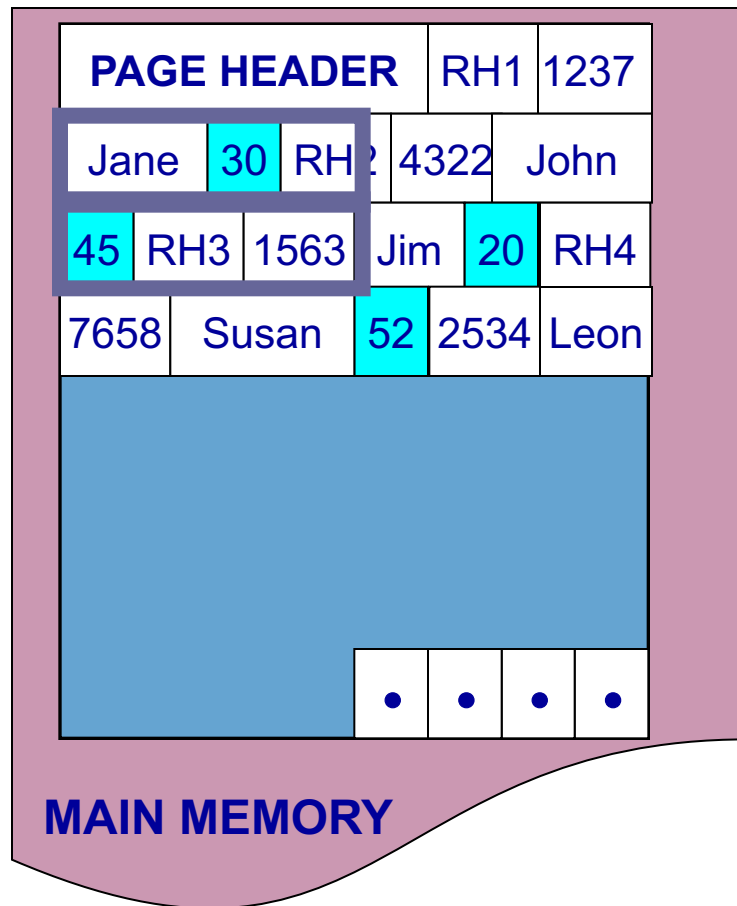 PAGE HEADER RH1 1237
Jane 30 RH2 4322 John
45 RH3 1563 Jim 20 RH4
7658 Susan 52 2534 Leon
• • • •
MAIN MEMORY